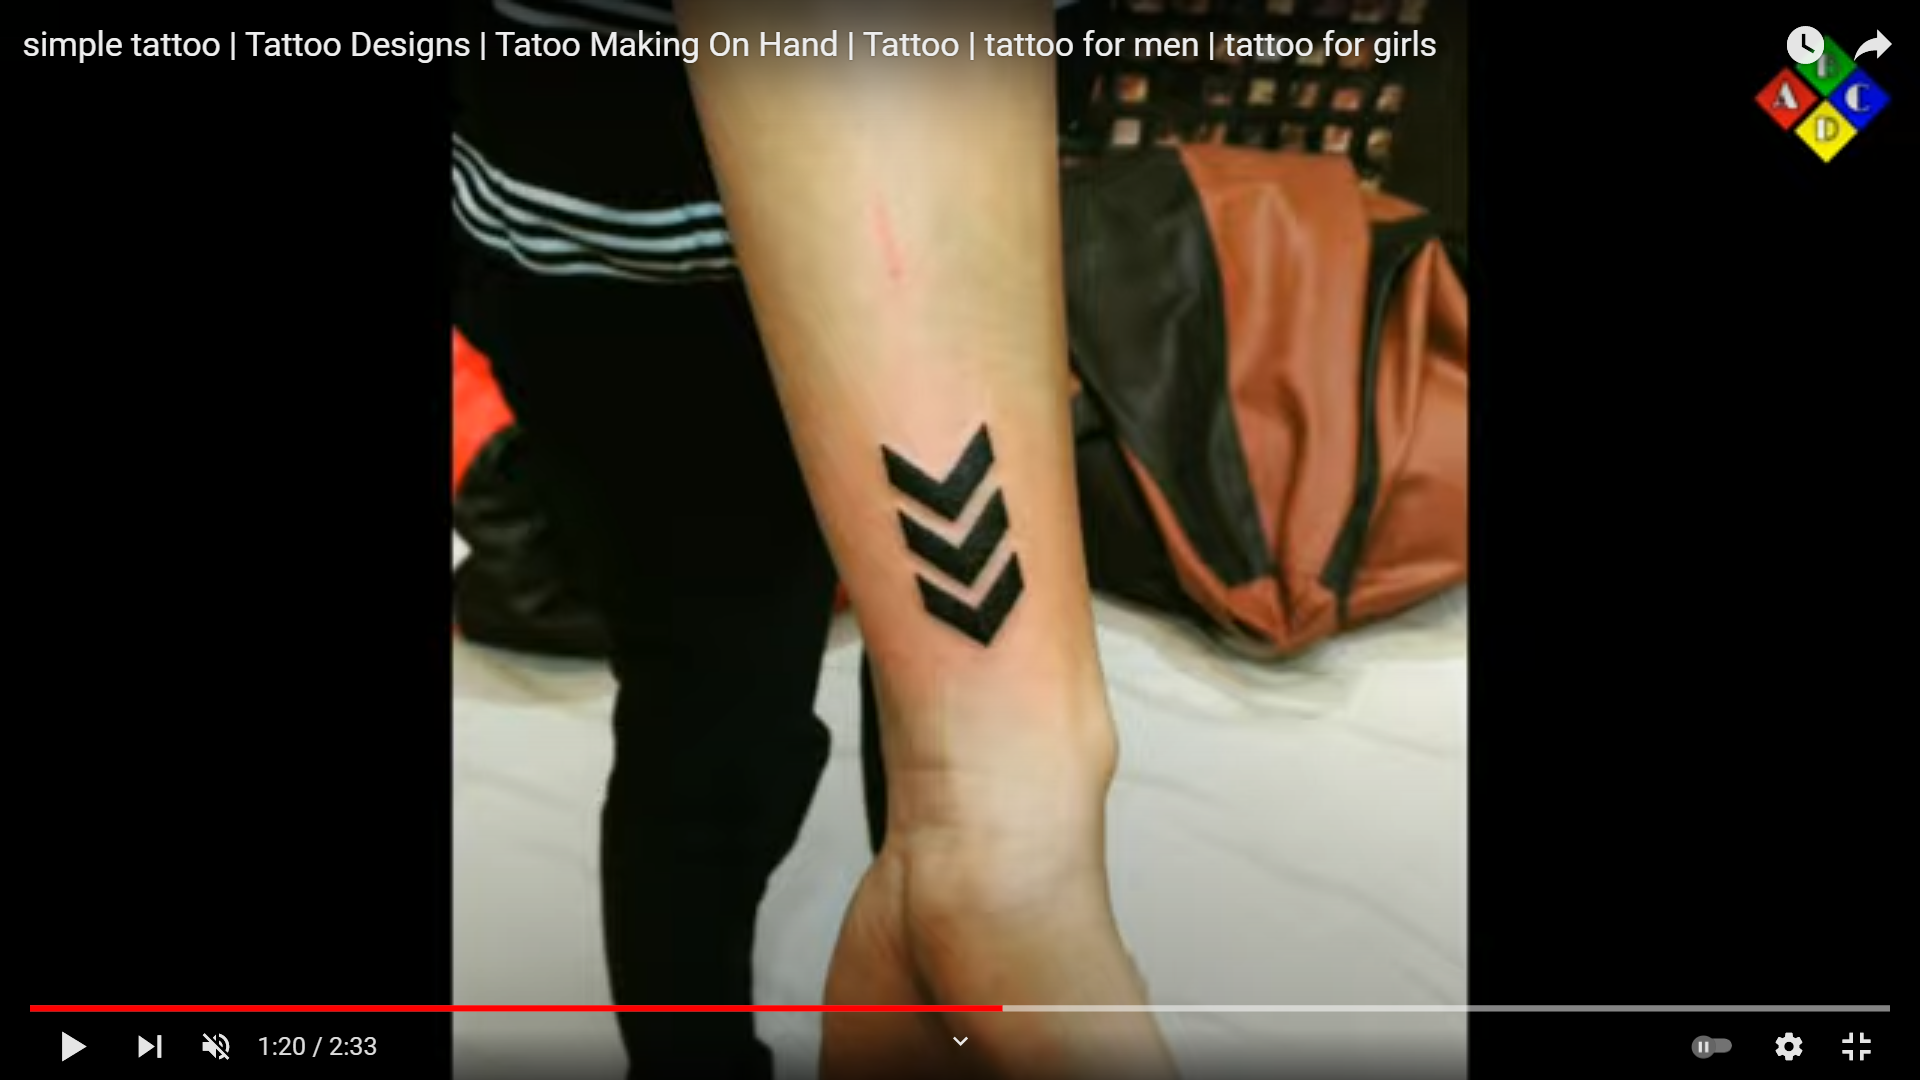 simple tattoo | Tattoo Designs | Tatoo Making On Hand | Tattoo | tattoo for men | tattoo for girls
B
A C
D
1:20 / 2:33